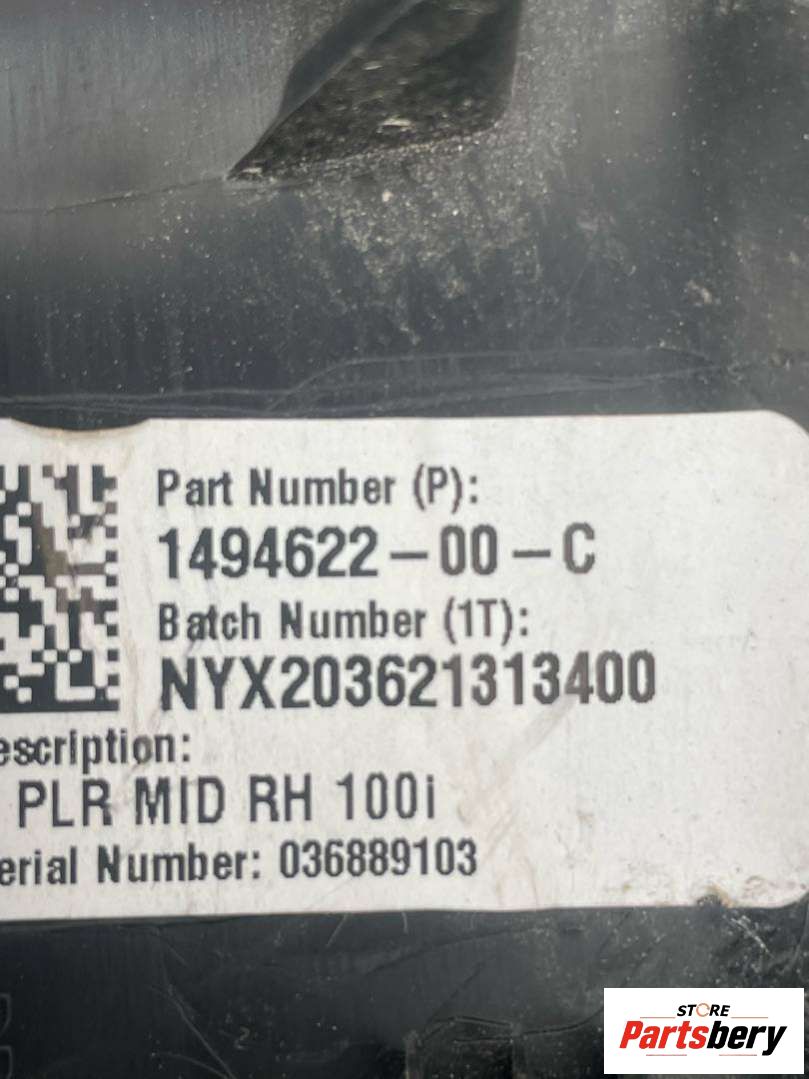 Part Number (P):
1494622-00-C
Batch Number (1T):
NYX203621313400
escription:
PLR MID RH 100i
erial Number: 036889103
STORE
Partsbery